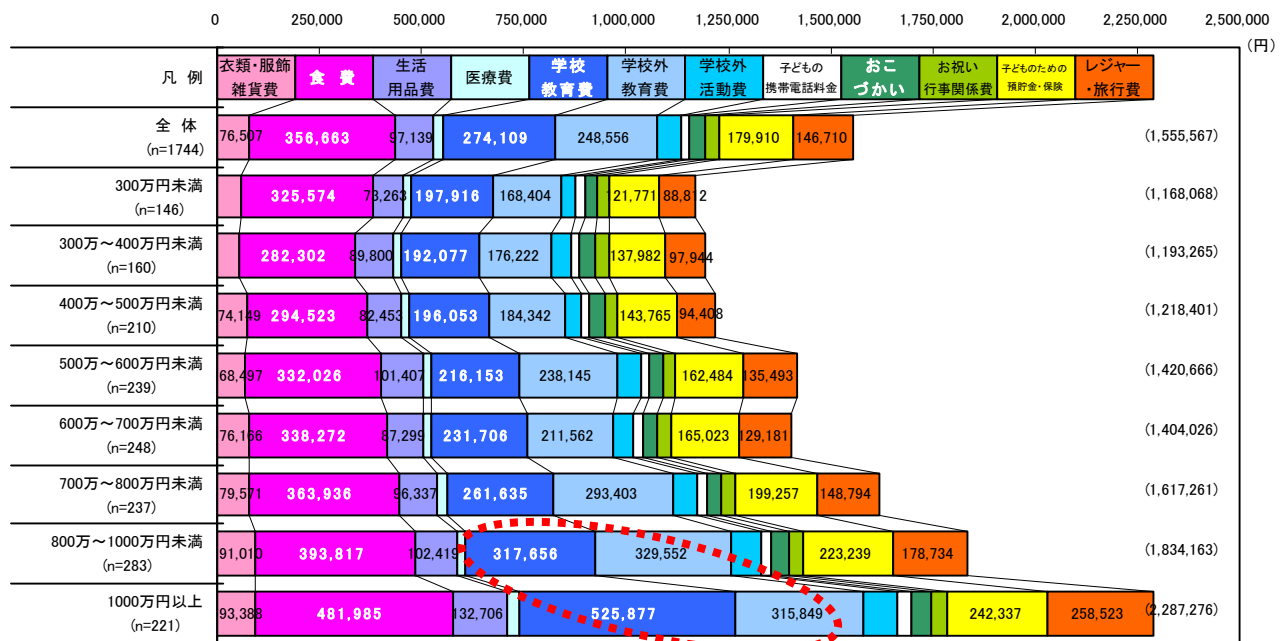 0 250,000 500,000 750,000 1,000,000 1,250,000 1,500,000 1,750,000 2,000,000 2,250,000 2,500,000
(円)
凡 例
衣類・服飾
雑貨費
食 費
生活
用品費
医療費
学校
教育費
学校外
教育費
学校外
活動費
子どもの
携帯電話料金
おこ
づかい
お祝い
行事関係費
子どものための
預貯金・保険
レジャー
・旅行費
全 体
(n=1744)
76,507 356,663 97,139 274,109 248,556 179,910 146,710 (1,555,567)
300万円未満
(n=146)
325,574 73,263 197,916 168,404 121,771 88,812 (1,168,068)
300万～400万円未満
(n=160)
282,302 89,800 192,077 176,222 137,982 97,944 (1,193,265)
400万～500万円未満
(n=210)
74,149 294,523 82,453 196,053 184,342 143,765 94,408 (1,218,401)
500万～600万円未満
(n=239)
68,497 332,026 101,407 216,153 238,145 162,484 135,493 (1,420,666)
600万～700万円未満
(n=248)
76,166 338,272 87,299 231,706 211,562 165,023 129,181 (1,404,026)
700万～800万円未満
(n=237)
79,571 363,936 96,337 261,635 293,403 199,257 148,794 (1,617,261)
800万～1000万円未満
(n=283)
91,010 393,817 102,419 317,656 329,552 223,239 178,734 (1,834,163)
1000万円以上
(n=221)
93,388 481,985 132,706 525,877 315,849 242,337 258,523 (2,287,276)